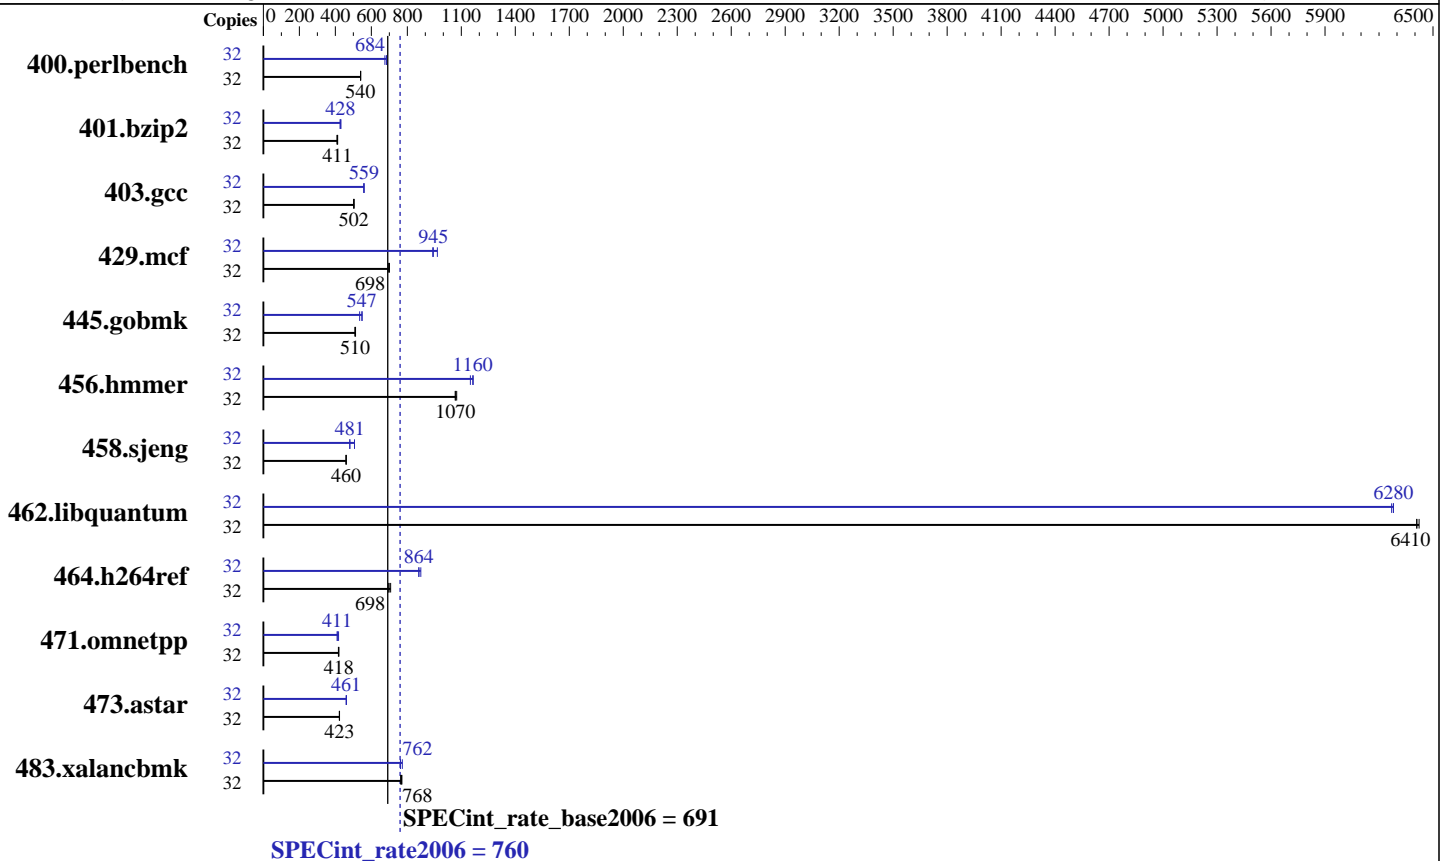 Copies 0 200 400 600 800 1100 1400 1700 2000 2300 2600 2900 3200 3500 3800 4100 4400 4700 5000 5300 5600 5900 6500
400.perlbench 32 684
32 540
401.bzip2 32 428
32 411
403.gcc 32 559
32 502
429.mcf 32 945
32 698
445.gobmk 32 547
32 510
456.hmmer 32 1160
32 1070
458.sjeng 32 481
32 460
462.libquantum 32 6280
32 6410
464.h264ref 32 864
32 698
471.omnetpp 32 411
32 418
473.astar 32 461
32 423
483.xalancbmk 32 762
32 768
SPECint_rate_base2006 = 691
SPECint_rate2006 = 760